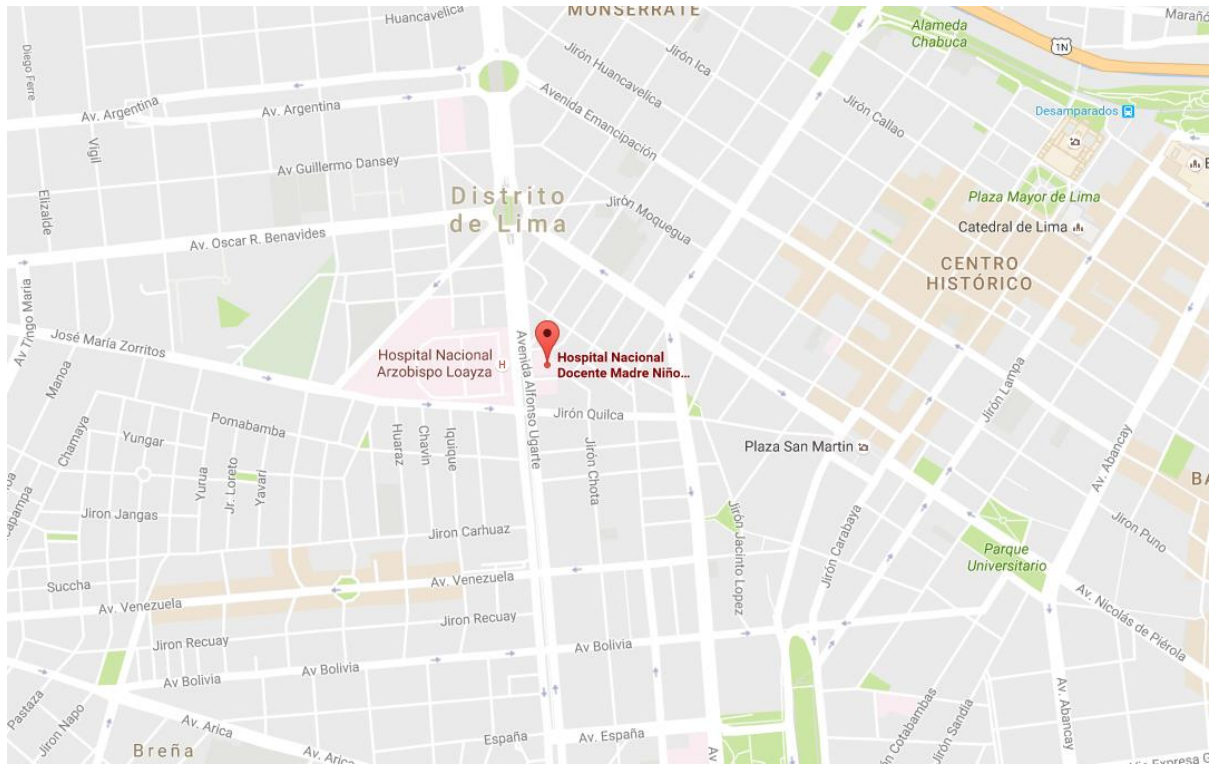 Huancavelica
MONSERRATE
Alameda
Chabuca
1N
Diego Ferre
Jirón Ica
Jirón Huancavelica
Av. Argentina
Av. Argentina
Avenida Emancipación
Jirón Callao
Desamparados
Vigil
Av Guillermo Dansey
Elizalde
Distrito
de Lima
Jirón Moquegua
Plaza Mayor de Lima
Catedral de Lima
Av. Oscar R. Benavides
CENTRO
HISTÓRICO
José María Zorritos
Manoa
Hospital Nacional
Arzobispo Loayza
H
Avenida Alfonso Ugarte
Hospital Nacional
Docente Madre Niño...
Jirón Lampa
Chamaya
Pomabamba
Yungar
Huaraz
Chavin
Iquique
Jirón Quilca
Jirón Chota
Plaza San Martin
Av. Abancay
Yurua
Jr. Loreto
Yavarí
Jiron Jangas
Jiron Carhuaz
Jirón Jacinto Lopez
Jirón Carabaya
Jiron Puno
Parque
Universitario
Succha
Av. Venezuela
Av. Venezuela
Jiron Recuay
Jiron Recuay
Av. Nicolás de Piérola
Av Bolivia
Av Bolivia
Pastaza
Jiron Napo
Av. Arica
Av. Arica
Breña
España
Av. España
Av
Jirón Cotabambas
Jirón Sandia
Av. Abancay